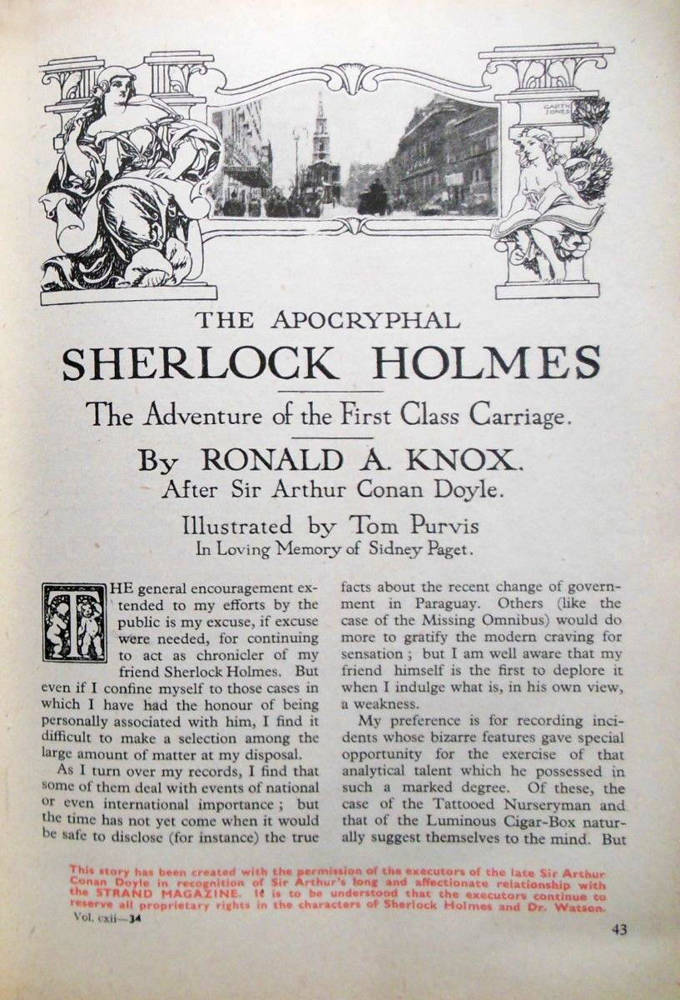 GARTH
JONES
THE APOCRYPHAL
SHERLOCK HOLMES
The Adventure of the First Class Carriage.
By RONALD A. KNOX.
After Sir Arthur Conan Doyle.
Illustrated by Tom Purvis
In Loving Memory of Sidney Paget.
THE general encouragement ex-
tended to my efforts by the
public is my excuse, if excuse
were needed, for continuing
to act as chronicler of my
friend Sherlock Holmes. But
even if I confine myself to those cases in
which I have had the honour of being
personally associated with him, I find it
difficult to make a selection among the
large amount of matter at my disposal.
As I turn over my records, I find that
some of them deal with events of national
or even international importance ; but
the time has not yet come when it would
be safe to disclose (for instance) the true
facts about the recent change of govern-
ment in Paraguay. Others (like the
case of the Missing Omnibus) would do
more to gratify the modern craving for
sensation ; but I am well aware that my
friend himself is the first to deplore it
when I indulge what is, in his own view,
a weakness.
My preference is for recording inci-
dents whose bizarre features gave special
opportunity for the exercise of that
analytical talent which he possessed in
such a marked degree. Of these, the
case of the Tattooed Nurseryman and
that of the Luminous Cigar-Box natur-
ally suggest themselves to the mind. But
This story has been created with the permission of the executors of the late Sir Arthur
Conan Doyle in recognition of Sir Arthur's long and affectionate relationship with
the STRAND MAGAZINE. It is to be understood that the executors continue to
reserve all proprietary rights in the characters of Sherlock Holmes and Dr. Watson.
Vol. cxii—34
43